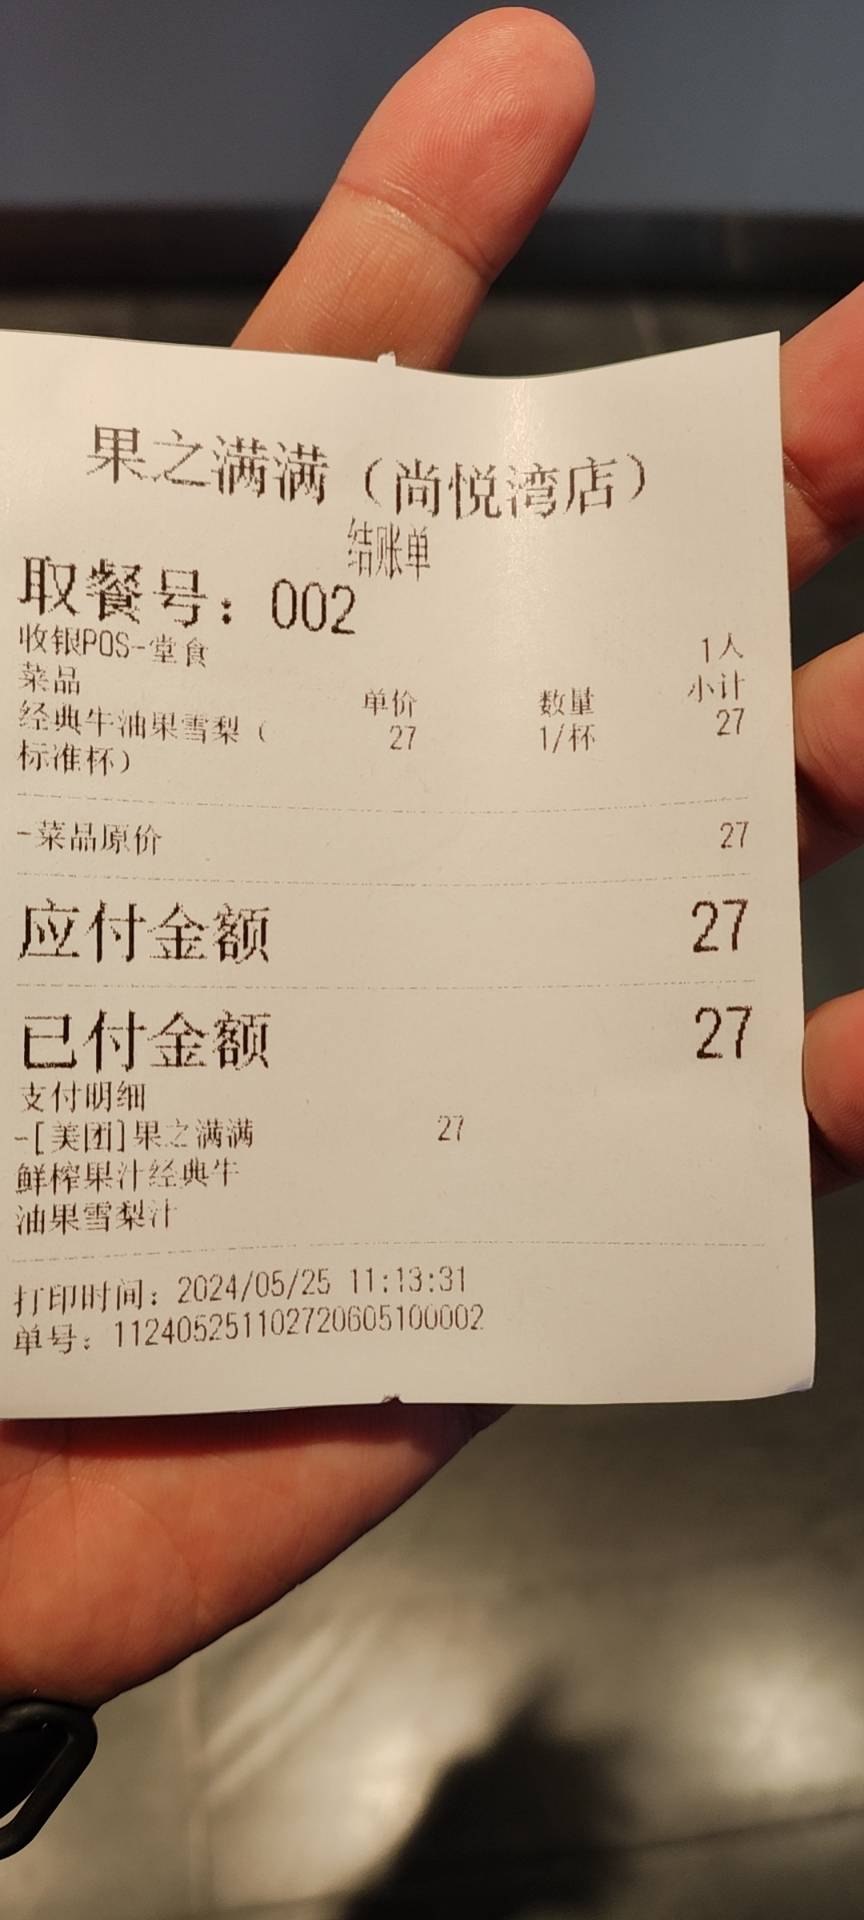 果之满满（尚悦湾店）
结账单
取餐号：002
收银POS-堂食 1人
菜品 单价 数量 小计
经典牛油果雪梨（ 27 1/杯 27
标准杯）
-菜品原价 27
应付金额 27
已付金额 27
支付明细
-[美团]果之满满 27
鲜榨果汁经典牛
油果雪梨汁
打印时间：2024/05/25 11:13:31
单号：112405251102720605100002